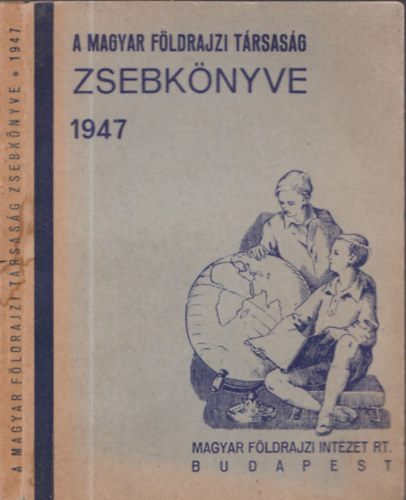 A MAGYAR FÖLDRAJZI TÁRSASÁG ZSEBKÖNYVE * 1947
A MAGYAR FÖLDRAJZI TÁRSASÁG
ZSEBKÖNYVE
1947
MAGYAR FÖLDRAJZI INTÉZET RT.
BUDAPEST